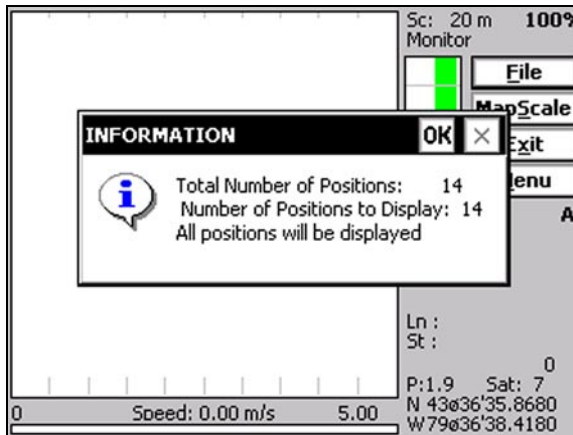 Sc: 20 m 100%
Monitor
File
MapScale
Exit
Menu
INFORMATION OK
Total Number of Positions: 14
Number of Positions to Display: 14
All positions will be displayed
A
Ln :
St :
0
P:1.9 Sat: 7
N 43ø36'35.8680
W79ø36'38.4180
0 Speed: 0.00 m/s 5.00